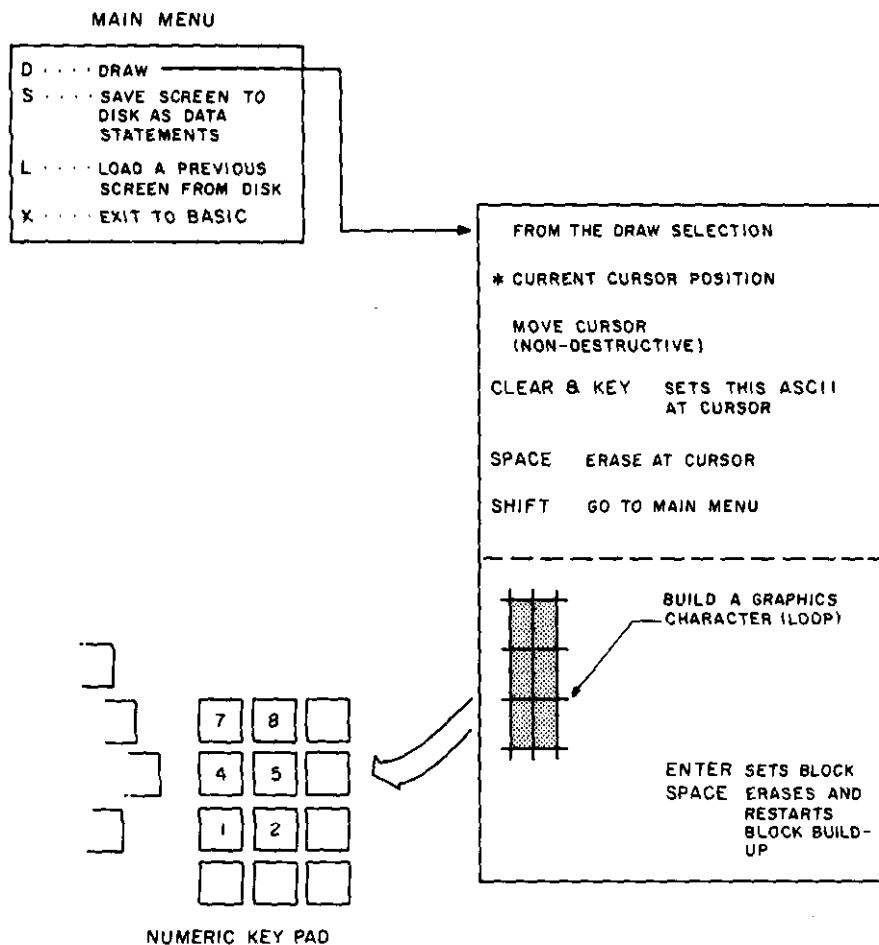 MAIN MENU
D ···· DRAW
S ···· SAVE SCREEN TO
DISK AS DATA
STATEMENTS
L ···· LOAD A PREVIOUS
SCREEN FROM DISK
X ···· EXIT TO BASIC
FROM THE DRAW SELECTION
* CURRENT CURSOR POSITION
MOVE CURSOR
(NON-DESTRUCTIVE)
CLEAR & KEY SETS THIS ASCII
AT CURSOR
SPACE ERASE AT CURSOR
SHIFT GO TO MAIN MENU
BUILD A GRAPHICS
CHARACTER (LOOP)
ENTER SETS BLOCK
SPACE ERASES AND
RESTARTS
BLOCK BUILD-
UP
7 8
4 5
1 2
NUMERIC KEY PAD